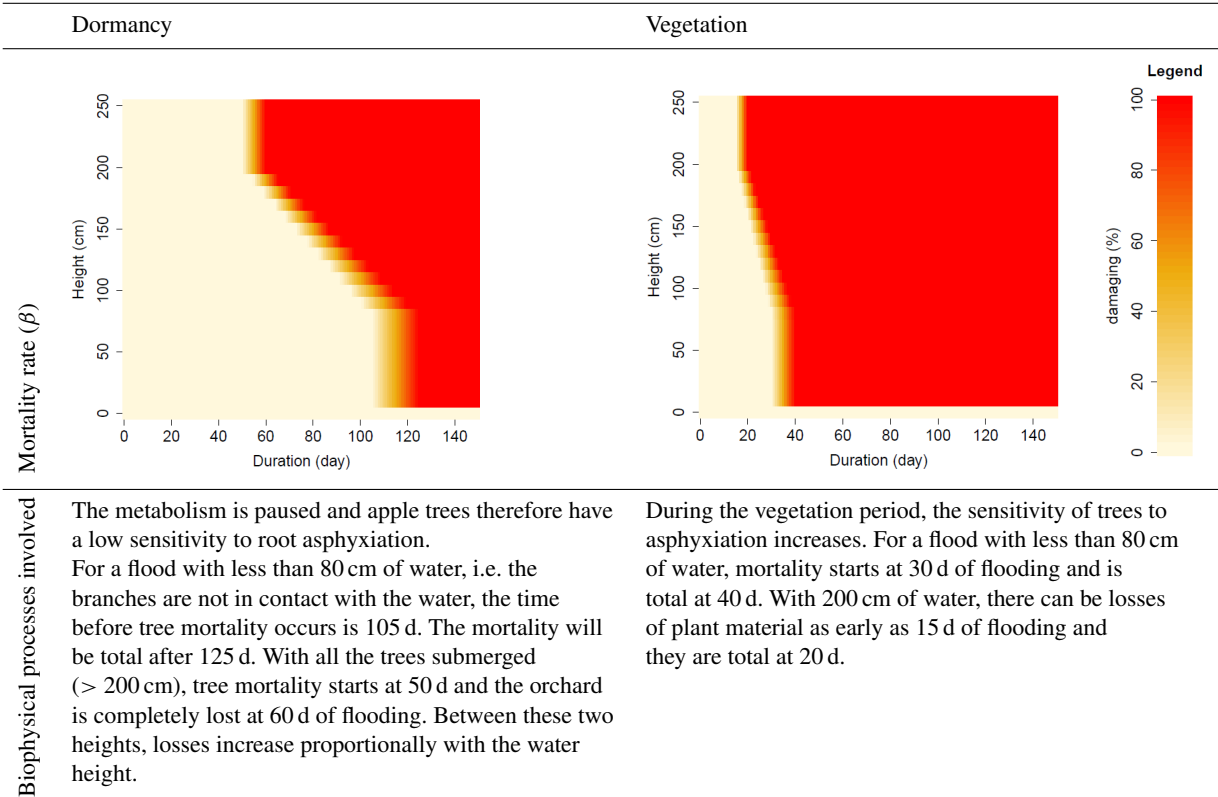 Dormancy
Vegetation
Mortality rate (β)
Height (cm)
250
200
150
100
50
0
0 20 40 60 80 100 120 140
Duration (day)
Height (cm)
250
200
150
100
50
0
0 20 40 60 80 100 120 140
Duration (day)
Legend
damaging (%)
100
80
60
40
20
0
Biophysical processes involved
The metabolism is paused and apple trees therefore have
a low sensitivity to root asphyxiation.
For a flood with less than 80 cm of water, i.e. the
branches are not in contact with the water, the time
before tree mortality occurs is 105 d. The mortality will
be total after 125 d. With all the trees submerged
(> 200 cm), tree mortality starts at 50 d and the orchard
is completely lost at 60 d of flooding. Between these two
heights, losses increase proportionally with the water
height.
During the vegetation period, the sensitivity of trees to
asphyxiation increases. For a flood with less than 80 cm
of water, mortality starts at 30 d of flooding and is
total at 40 d. With 200 cm of water, there can be losses
of plant material as early as 15 d of flooding and
they are total at 20 d.